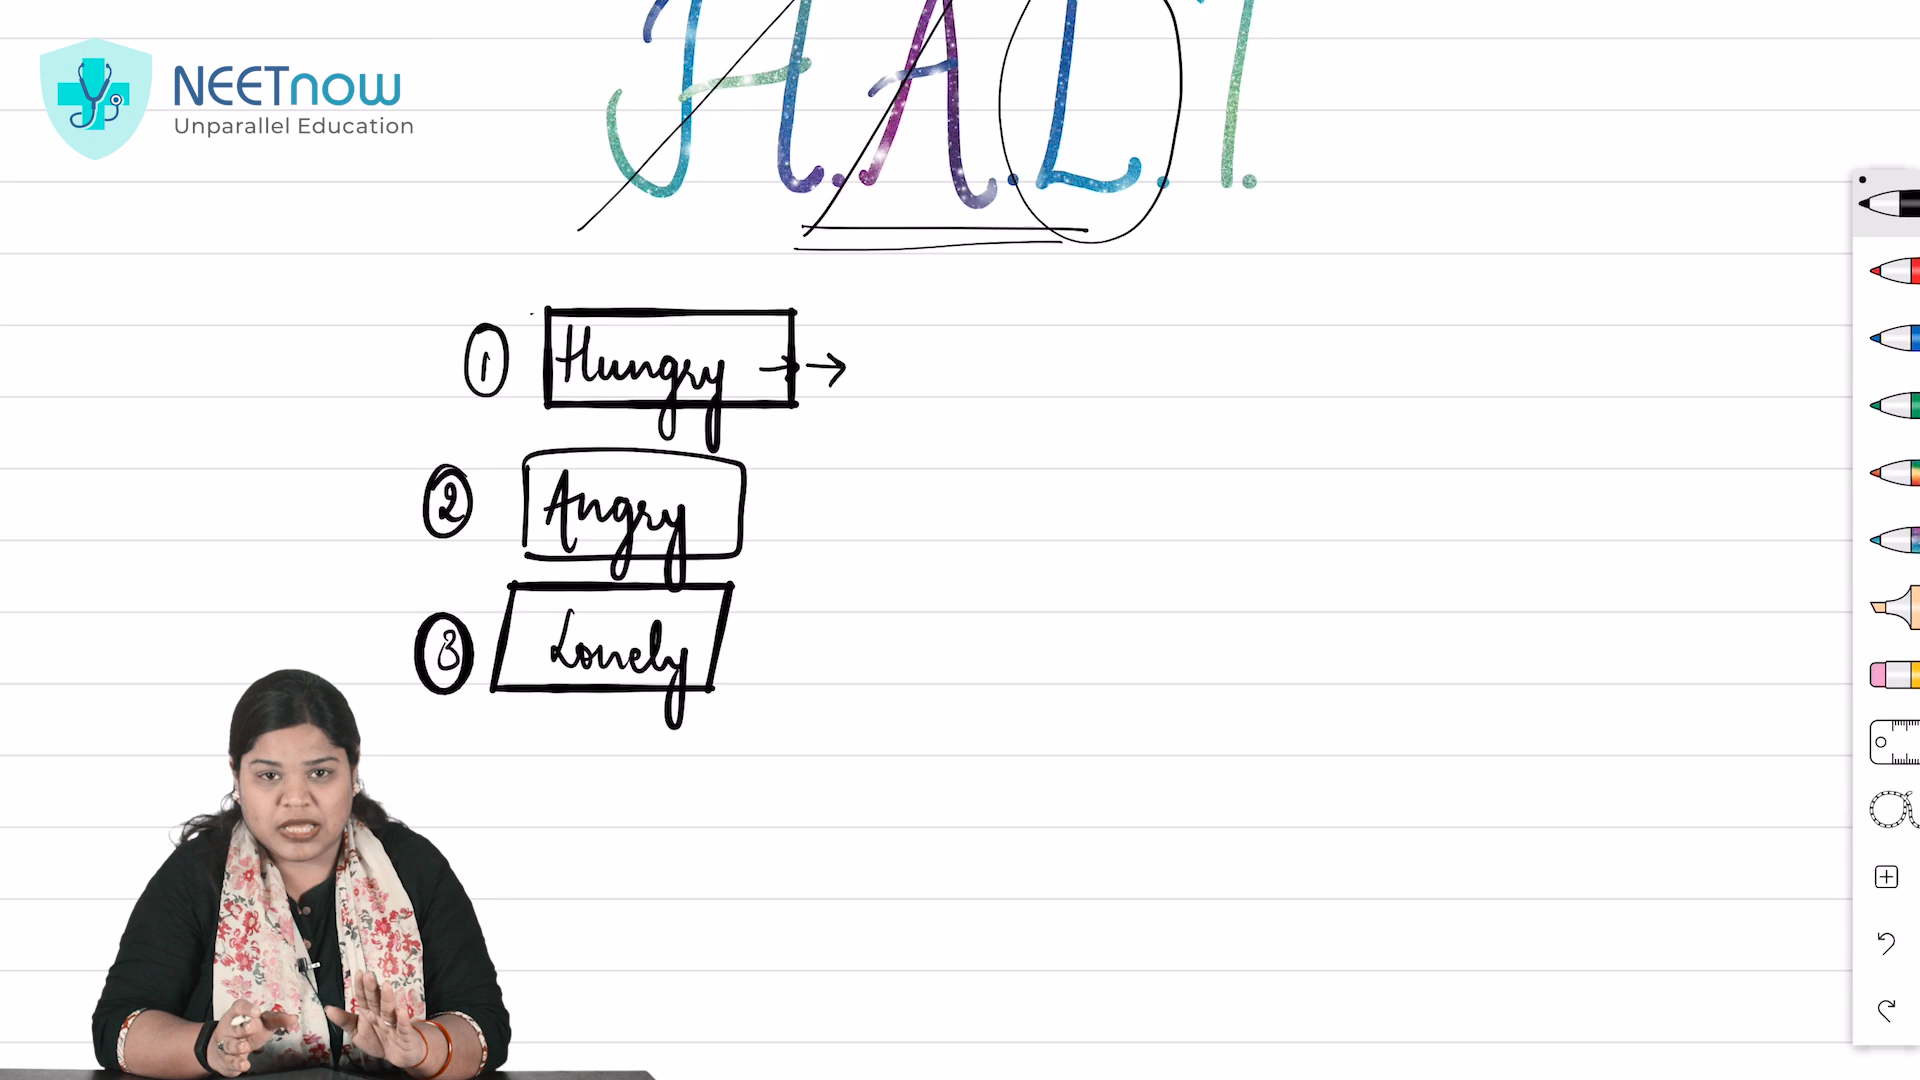 NEETnow
Unparallel Education
H.A.L.T.
1 Hungry →→
2 Angry
3 Lonely